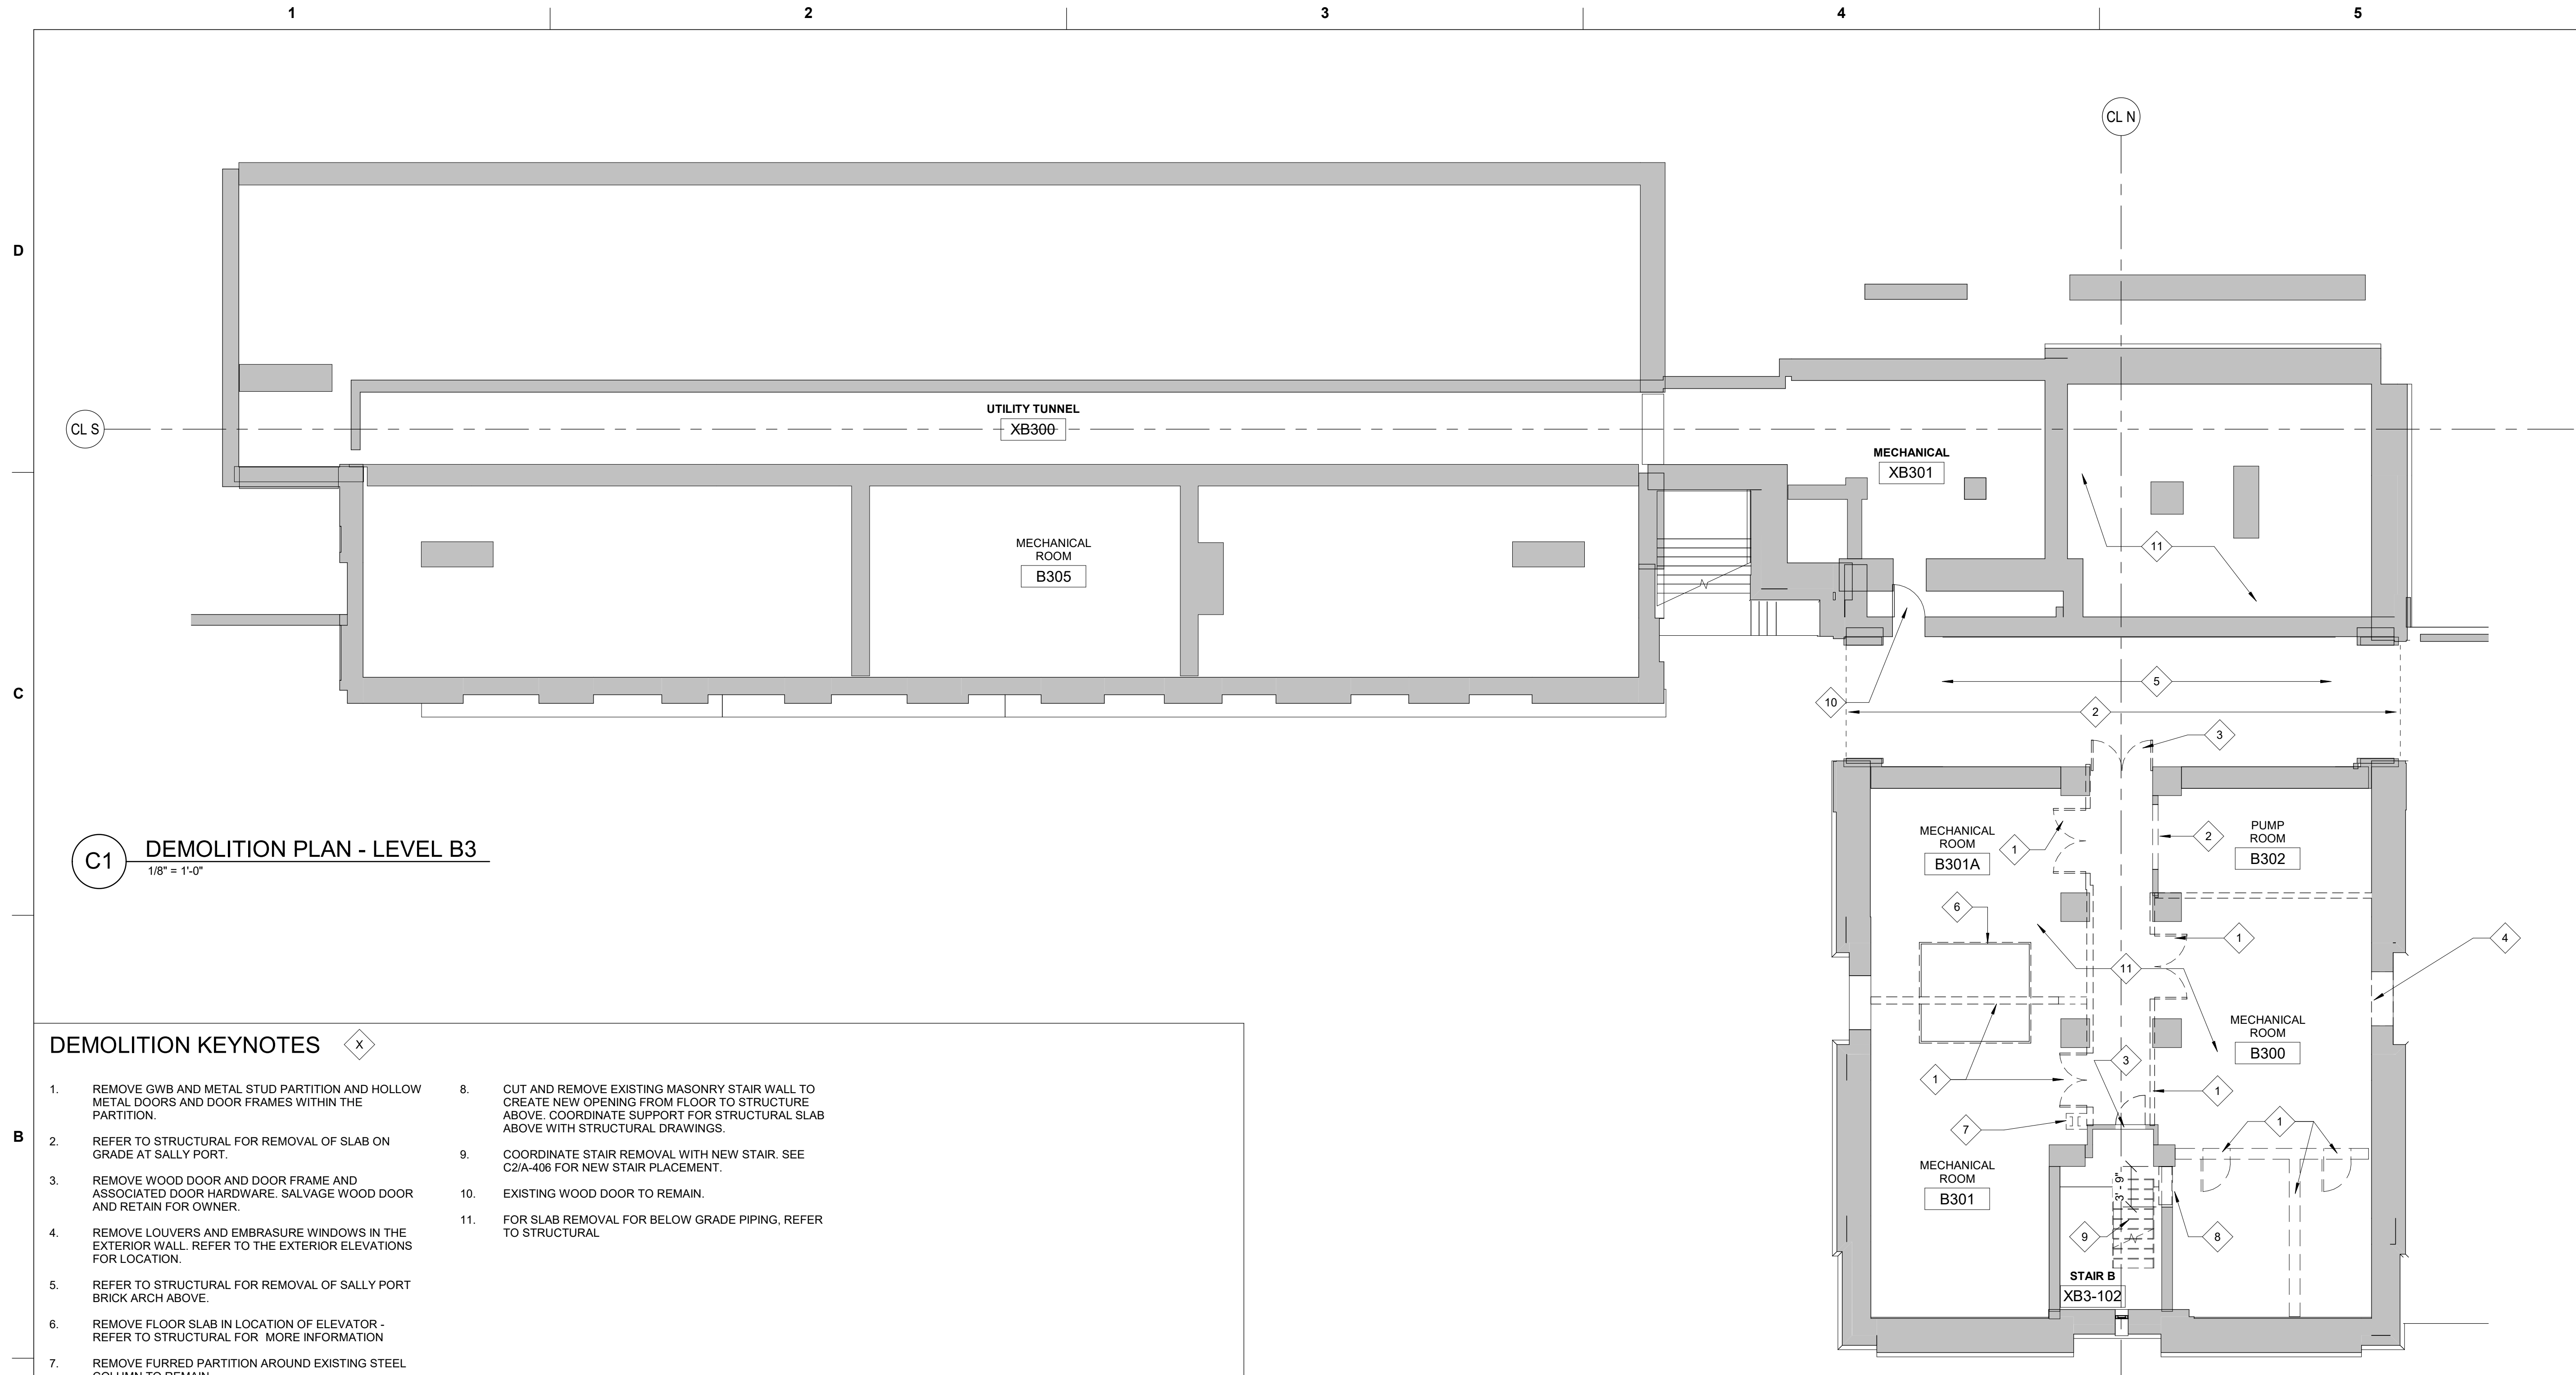 1 2 3 4 5
CL N
D
UTILITY TUNNEL
XB300
CL S
MECHANICAL
XB301
11
MECHANICAL
ROOM
B305
5
C
10
2
3
MECHANICAL
ROOM
B301A
1
2
PUMP
ROOM
B302
C1
DEMOLITION PLAN - LEVEL B3
1/8" = 1'-0"
6
1
4
11
MECHANICAL
ROOM
B300
3
1
1
7
1
MECHANICAL
ROOM
B301
3' - 9"
9
8
STAIR B
XB3-102
B
DEMOLITION KEYNOTES X
1. REMOVE GWB AND METAL STUD PARTITION AND HOLLOW
METAL DOORS AND DOOR FRAMES WITHIN THE
PARTITION.
2. REFER TO STRUCTURAL FOR REMOVAL OF SLAB ON
GRADE AT SALLY PORT.
3. REMOVE WOOD DOOR AND DOOR FRAME AND
ASSOCIATED DOOR HARDWARE. SALVAGE WOOD DOOR
AND RETAIN FOR OWNER.
4. REMOVE LOUVERS AND EMBRASURE WINDOWS IN THE
EXTERIOR WALL. REFER TO THE EXTERIOR ELEVATIONS
FOR LOCATION.
5. REFER TO STRUCTURAL FOR REMOVAL OF SALLY PORT
BRICK ARCH ABOVE.
6. REMOVE FLOOR SLAB IN LOCATION OF ELEVATOR -
REFER TO STRUCTURAL FOR MORE INFORMATION
7. REMOVE FURRED PARTITION AROUND EXISTING STEEL
COLUMN TO REMAIN
8. CUT AND REMOVE EXISTING MASONRY STAIR WALL TO
CREATE NEW OPENING FROM FLOOR TO STRUCTURE
ABOVE. COORDINATE SUPPORT FOR STRUCTURAL SLAB
ABOVE WITH STRUCTURAL DRAWINGS.
9. COORDINATE STAIR REMOVAL WITH NEW STAIR. SEE
C2/A-406 FOR NEW STAIR PLACEMENT.
10. EXISTING WOOD DOOR TO REMAIN.
11. FOR SLAB REMOVAL FOR BELOW GRADE PIPING, REFER
TO STRUCTURAL